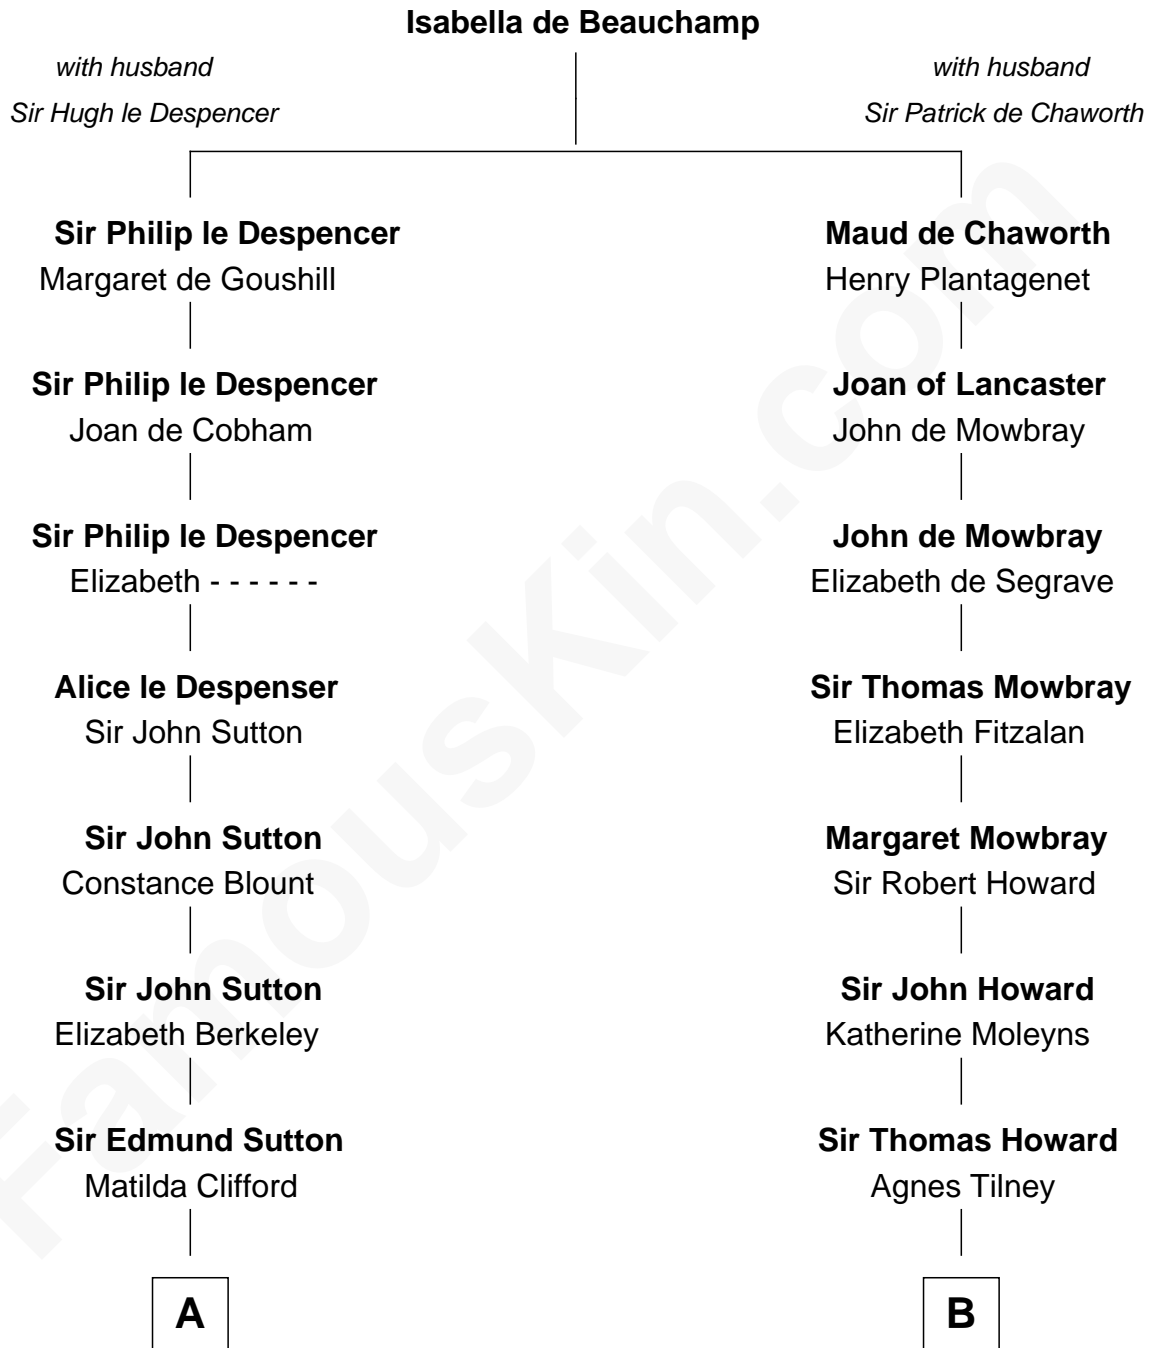 Isabella de Beauchamp
with husband
Sir Hugh le Despencer
with husband
Sir Patrick de Chaworth
Sir Philip le Despencer
Margaret de Goushill
Maud de Chaworth
Henry Plantagenet
Sir Philip le Despencer
Joan de Cobham
Joan of Lancaster
John de Mowbray
Sir Philip le Despencer
Elizabeth - - - - - -
John de Mowbray
Elizabeth de Segrave
Alice le Despenser
Sir John Sutton
Sir Thomas Mowbray
Elizabeth Fitzalan
Sir John Sutton
Constance Blount
Margaret Mowbray
Sir Robert Howard
Sir John Sutton
Elizabeth Berkeley
Sir John Howard
Katherine Moleyns
Sir Edmund Sutton
Matilda Clifford
Sir Thomas Howard
Agnes Tilney
A
B
FamousKin.com